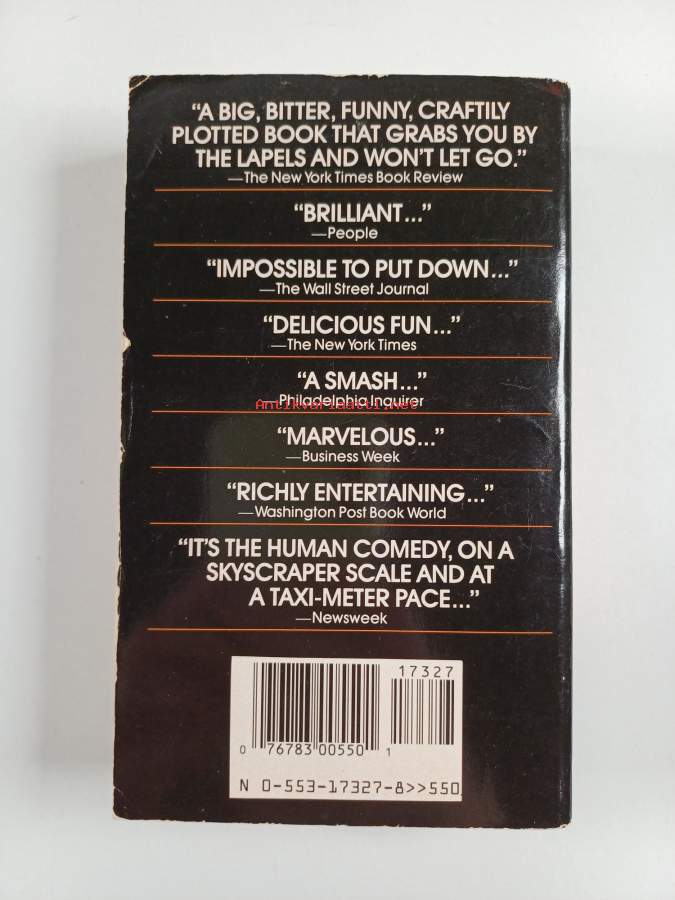 “A BIG, BITTER, FUNNY, CRAFTILY
PLOTTED BOOK THAT GRABS YOU BY
THE LAPELS AND WON’T LET GO.”
—The New York Times Book Review
“BRILLIANT...”
—People
“IMPOSSIBLE TO PUT DOWN...”
—The Wall Street Journal
“DELICIOUS FUN...”
—The New York Times
“A SMASH...”
—Philadelphia Inquirer
Antikvariaatti.net
“MARVELOUS...”
—Business Week
“RICHLY ENTERTAINING...”
—Washington Post Book World
“IT’S THE HUMAN COMEDY, ON A
SKYSCRAPER SCALE AND AT
A TAXI-METER PACE...”
—Newsweek
17327
0 76783 00550 1
N 0-553-17327-8>>550